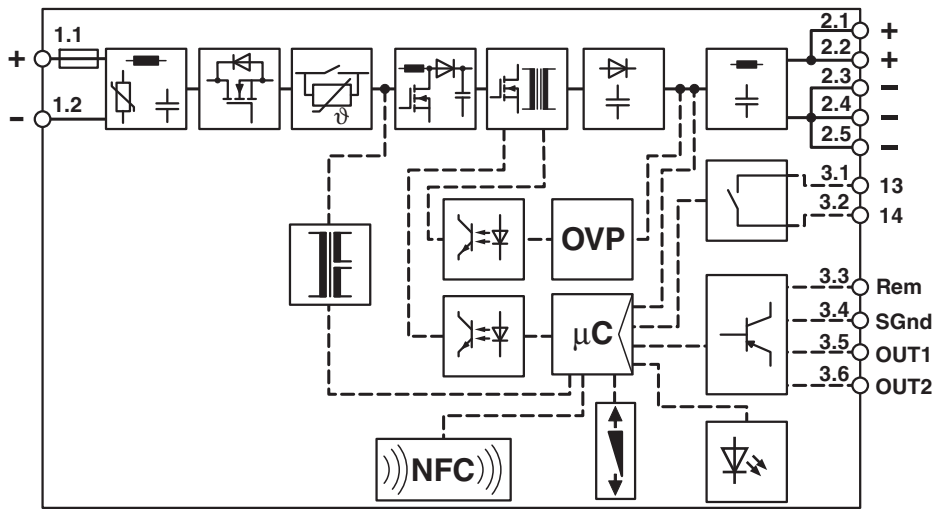 1.1
+
1.2
−
ϑ
2.1 +
2.2 +
2.3 −
2.4 −
2.5 −
3.1 13
3.2 14
OVP
μC
3.3 Rem
3.4 SGnd
3.5 OUT1
3.6 OUT2
NFC